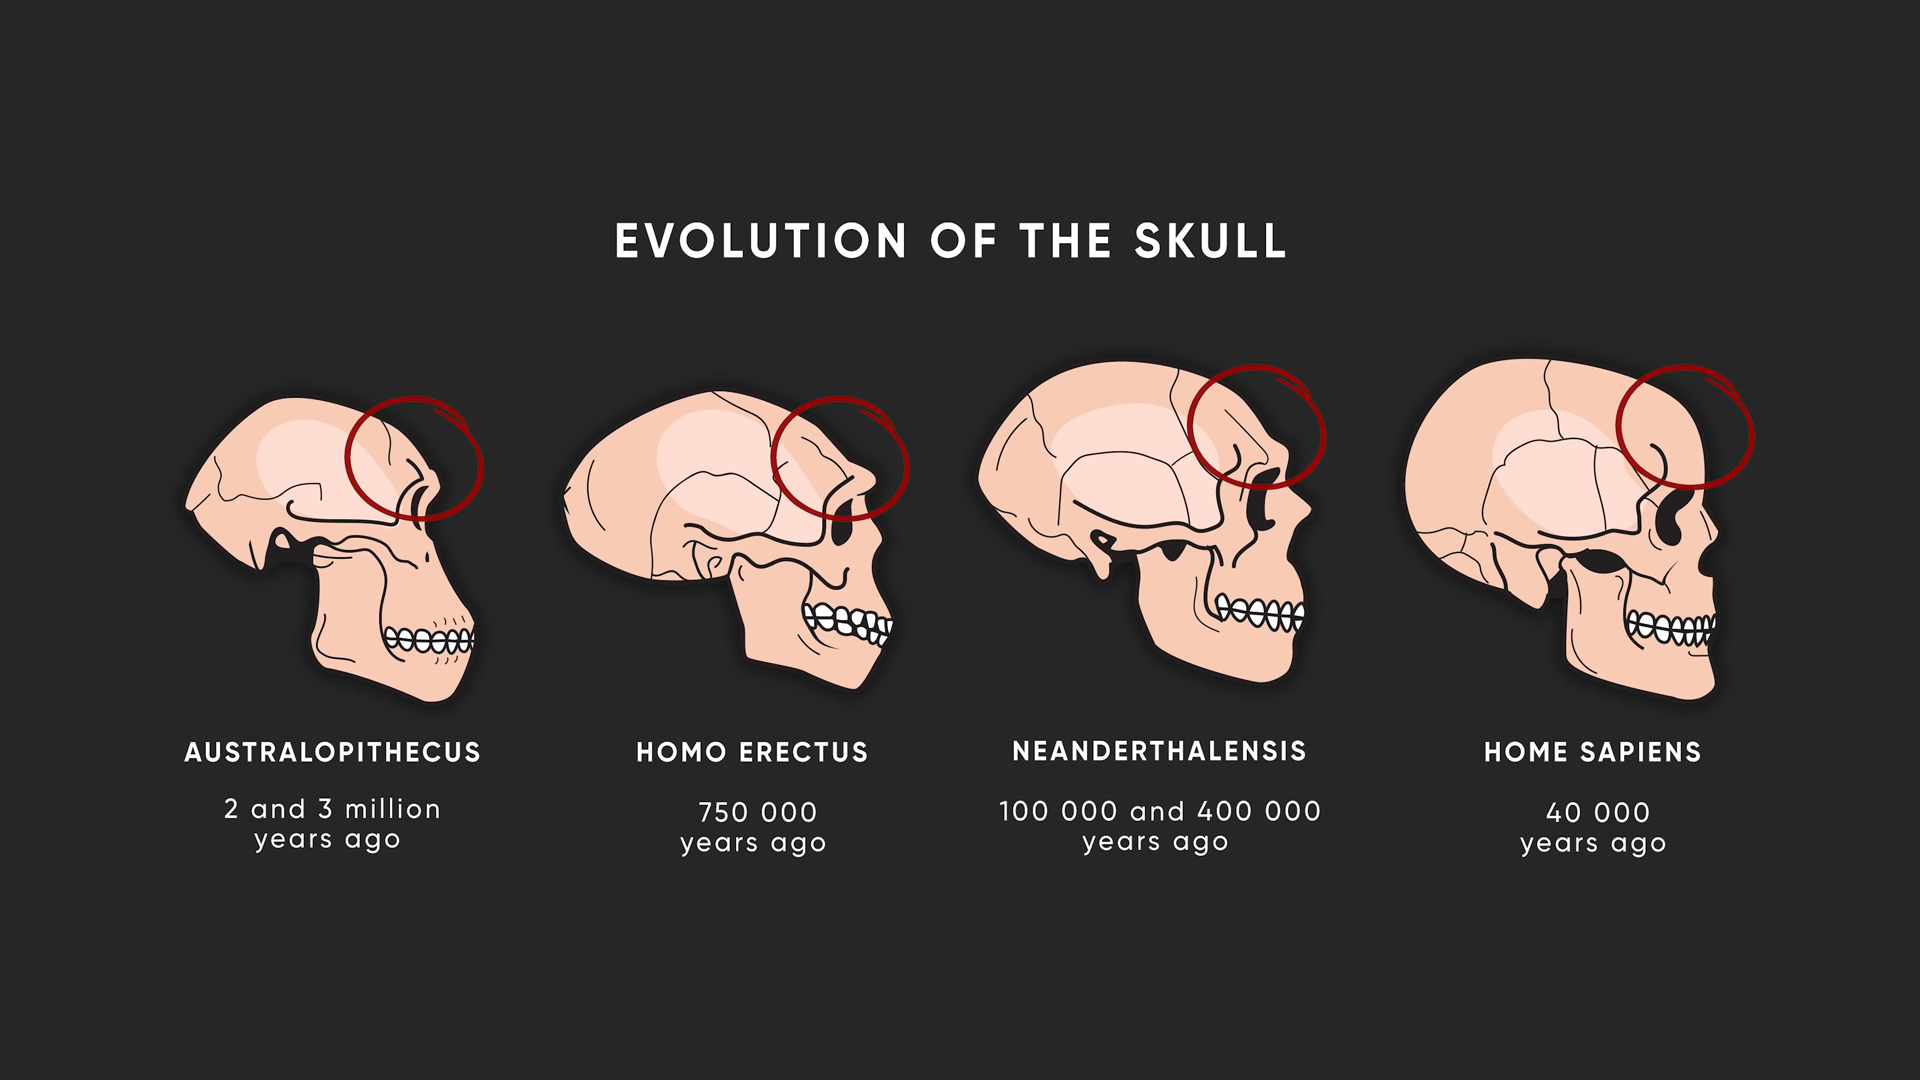 EVOLUTION OF THE SKULL
AUSTRALOPITHECUS
2 and 3 million
years ago
HOMO ERECTUS
750 000
years ago
NEANDERTHALENSIS
100 000 and 400 000
years ago
HOME SAPIENS
40 000
years ago